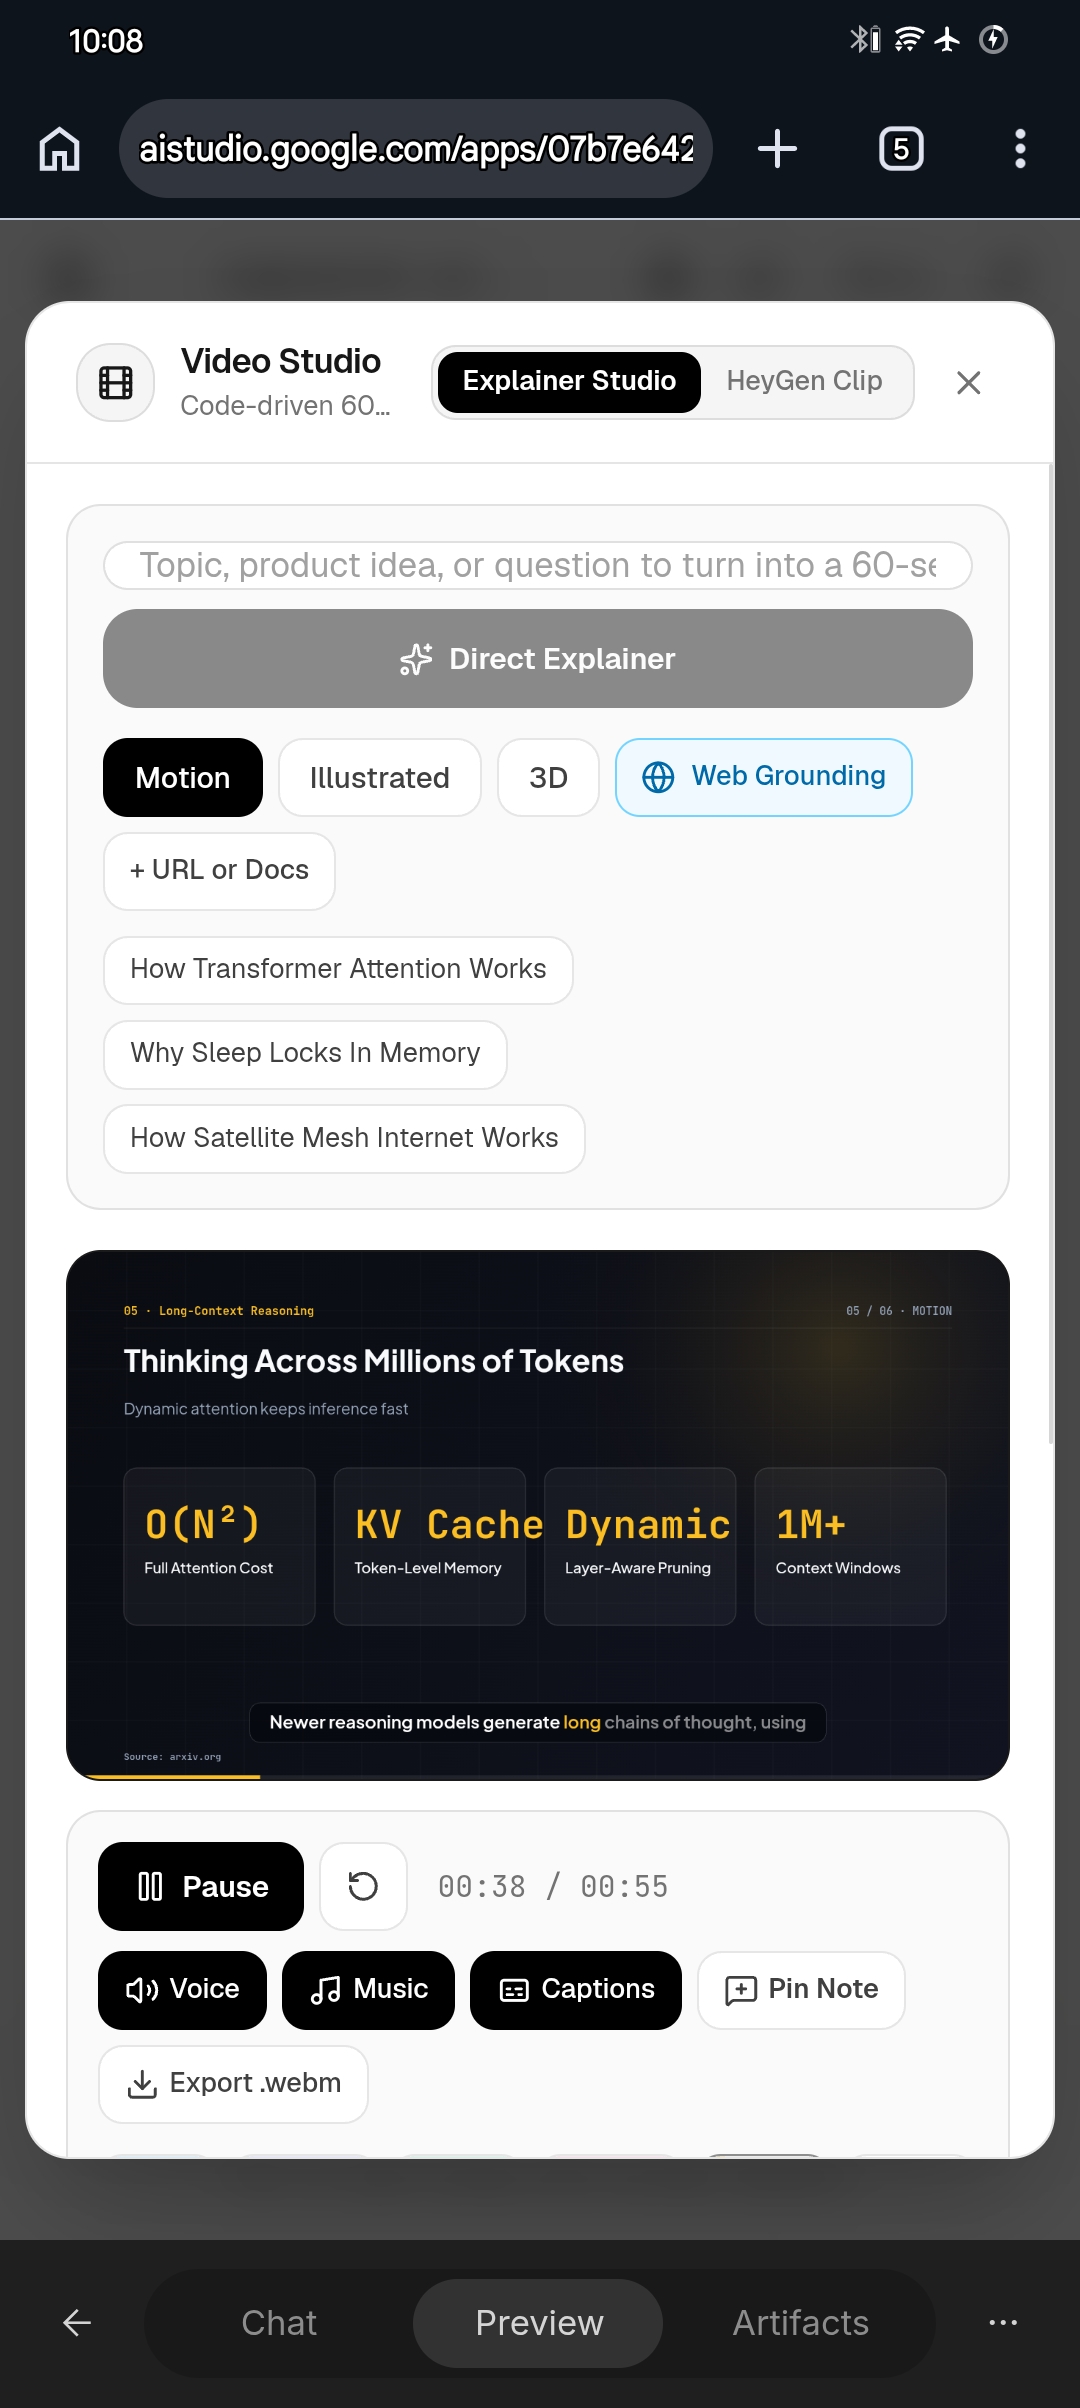 10:08
aistudio.google.com/apps/07b7e642
5
Video Studio
Code-driven 60...
Explainer Studio
HeyGen Clip
Topic, product idea, or question to turn into a 60-se
Direct Explainer
Motion
Illustrated
3D
Web Grounding
+ URL or Docs
How Transformer Attention Works
Why Sleep Locks In Memory
How Satellite Mesh Internet Works
05 · Long-Context Reasoning
05 / 06 · MOTION
Thinking Across Millions of Tokens
Dynamic attention keeps inference fast
O(N²)
Full Attention Cost
KV Cache
Token-Level Memory
Dynamic
Layer-Aware Pruning
1M+
Context Windows
Newer reasoning models generate long chains of thought, using
Source: arxiv.org
Pause
00:38 / 00:55
Voice
Music
Captions
Pin Note
Export .webm
Chat
Preview
Artifacts